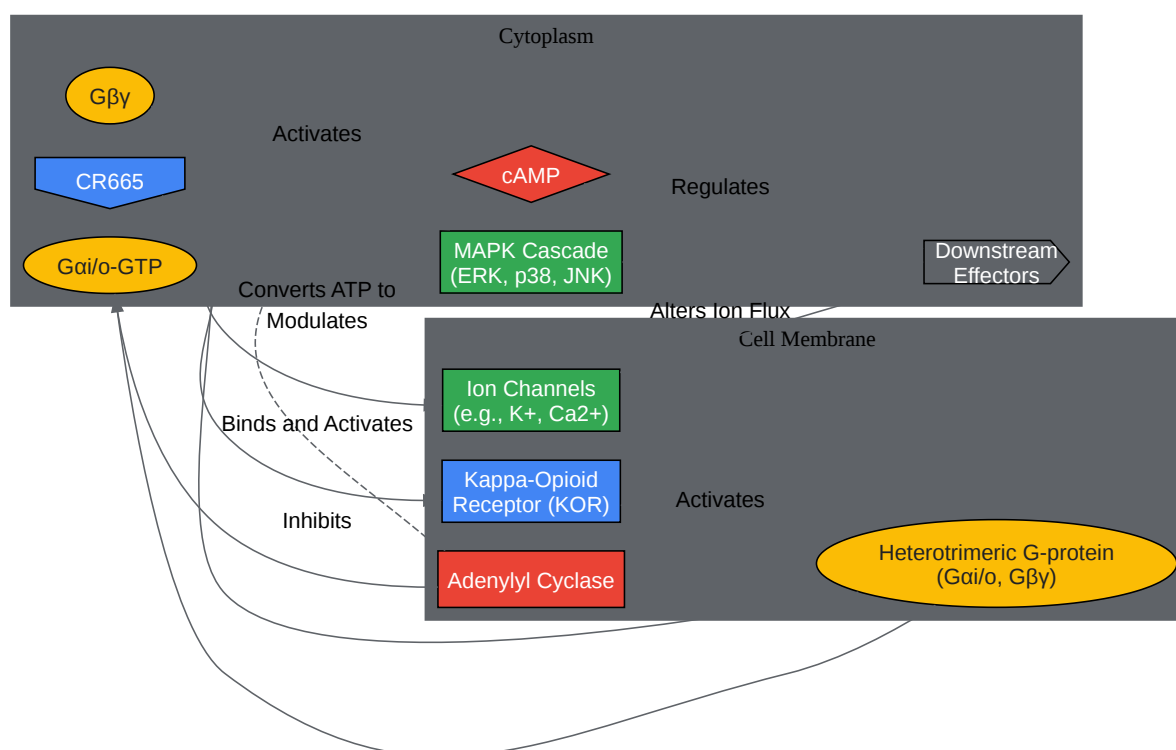 Cytoplasm
Gβγ
Activates
CR665
cAMP
Regulates
Gαi/o-GTP
MAPK Cascade
(ERK, p38, JNK)
Downstream
Effectors
Converts ATP to
Modulates
Alters Ion Flux
Cell Membrane
Ion Channels
(e.g., K+, Ca2+)
Binds and Activates
Kappa-Opioid
Receptor (KOR)
Activates
Inhibits
Adenylyl Cyclase
Heterotrimeric G-protein
(Gαi/o, Gβγ)